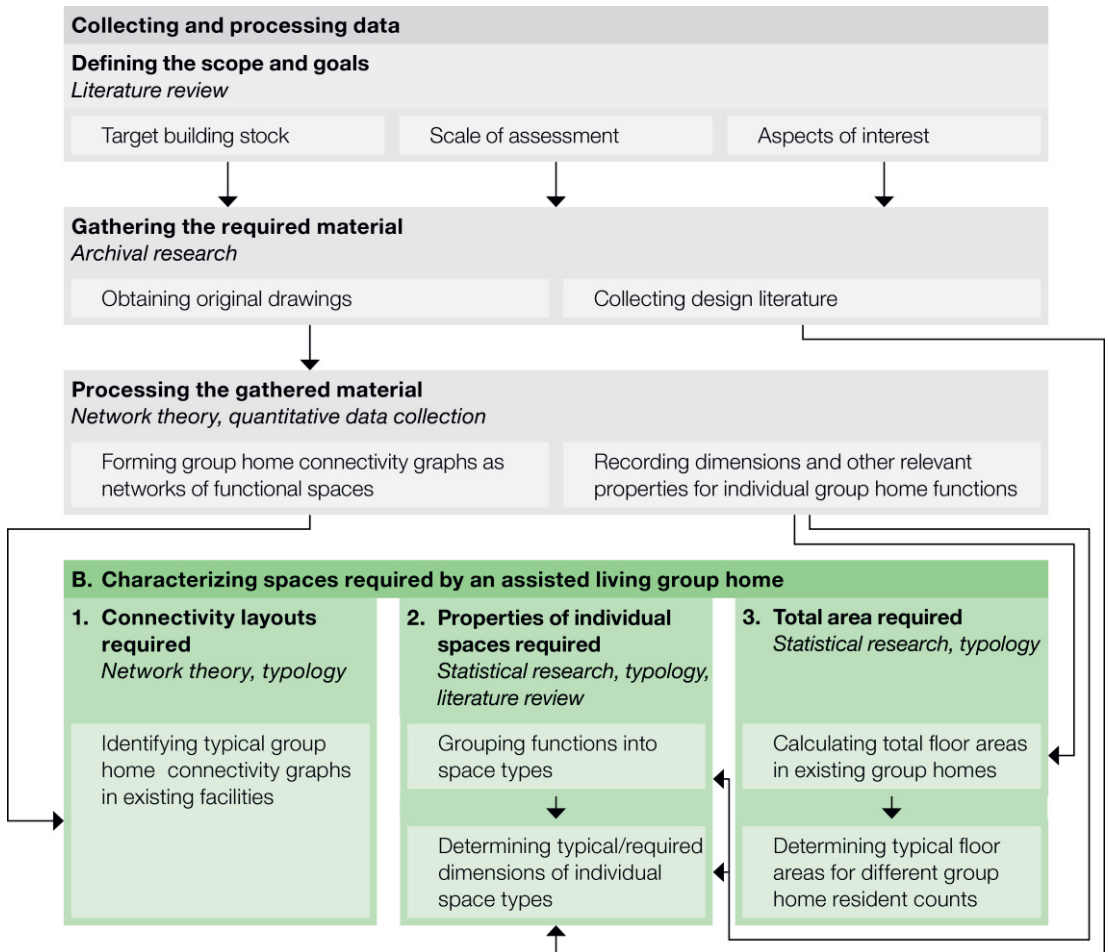 Collecting and processing data
Defining the scope and goals
Literature review
Target building stock
Scale of assessment
Aspects of interest
Gathering the required material
Archival research
Obtaining original drawings
Collecting design literature
Processing the gathered material
Network theory, quantitative data collection
Forming group home connectivity graphs as
networks of functional spaces
Recording dimensions and other relevant
properties for individual group home functions
B. Characterizing spaces required by an assisted living group home
1. Connectivity layouts
required
Network theory, typology
Identifying typical group
home connectivity graphs
in existing facilities
2. Properties of individual
spaces required
Statistical research, typology,
literature review
Grouping functions into
space types
Determining typical/required
dimensions of individual
space types
3. Total area required
Statistical research, typology
Calculating total floor areas
in existing group homes
Determining typical floor
areas for different group
home resident counts